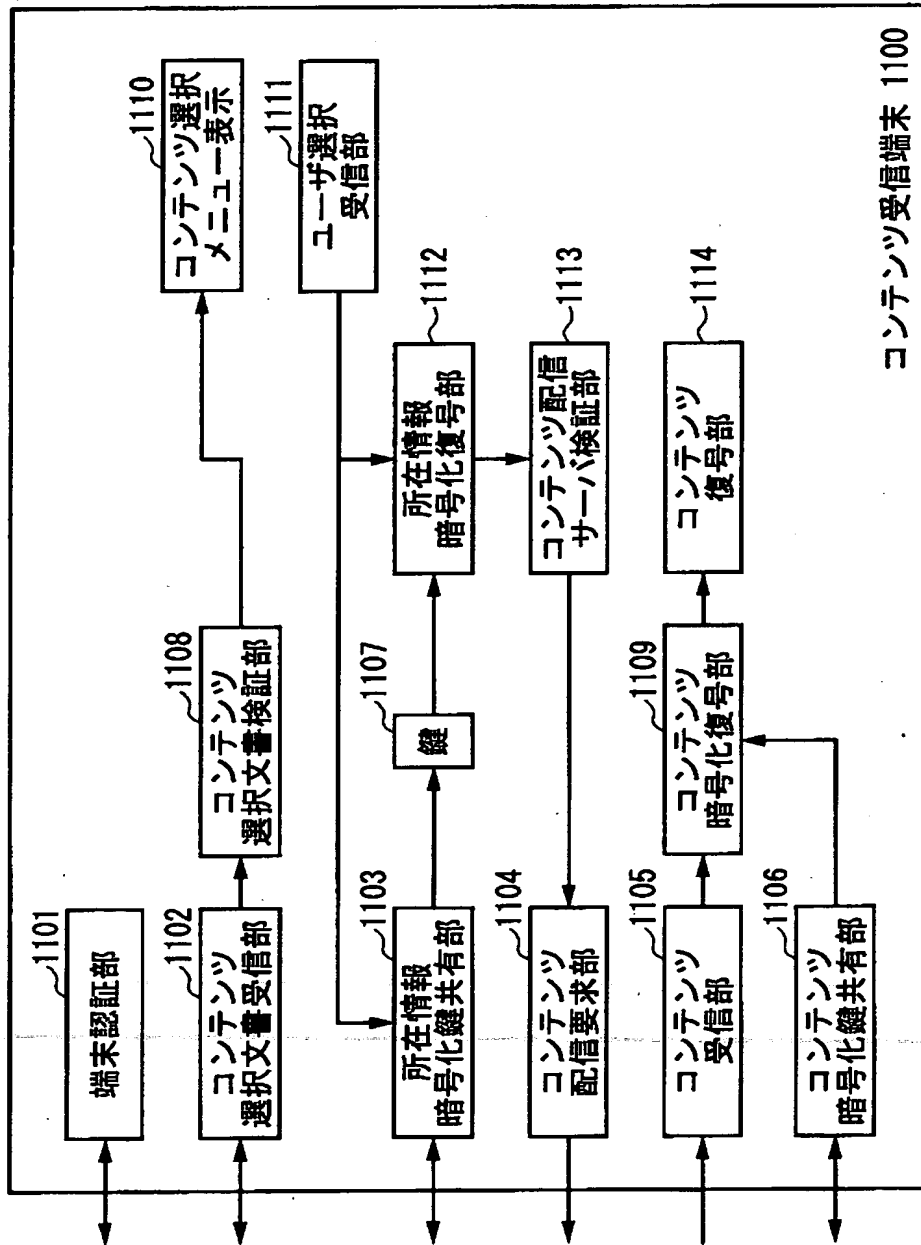 1101
端末認証部
1102
コンテンツ
選択文書受信部
1108
コンテンツ
選択文書検証部
1110
コンテンツ選択
メニュー表示
1111
ユーザ選択
受信部
1103
所在情報
暗号化鍵共有部
1107
鍵
1112
所在情報
暗号化復号部
1104
コンテンツ
配信要求部
1113
コンテンツ配信
サーバ検証部
1105
コンテンツ
受信部
1109
コンテンツ
暗号化復号部
1114
コンテンツ
復号部
1106
コンテンツ
暗号化鍵共有部
コンテンツ受信端末 1100